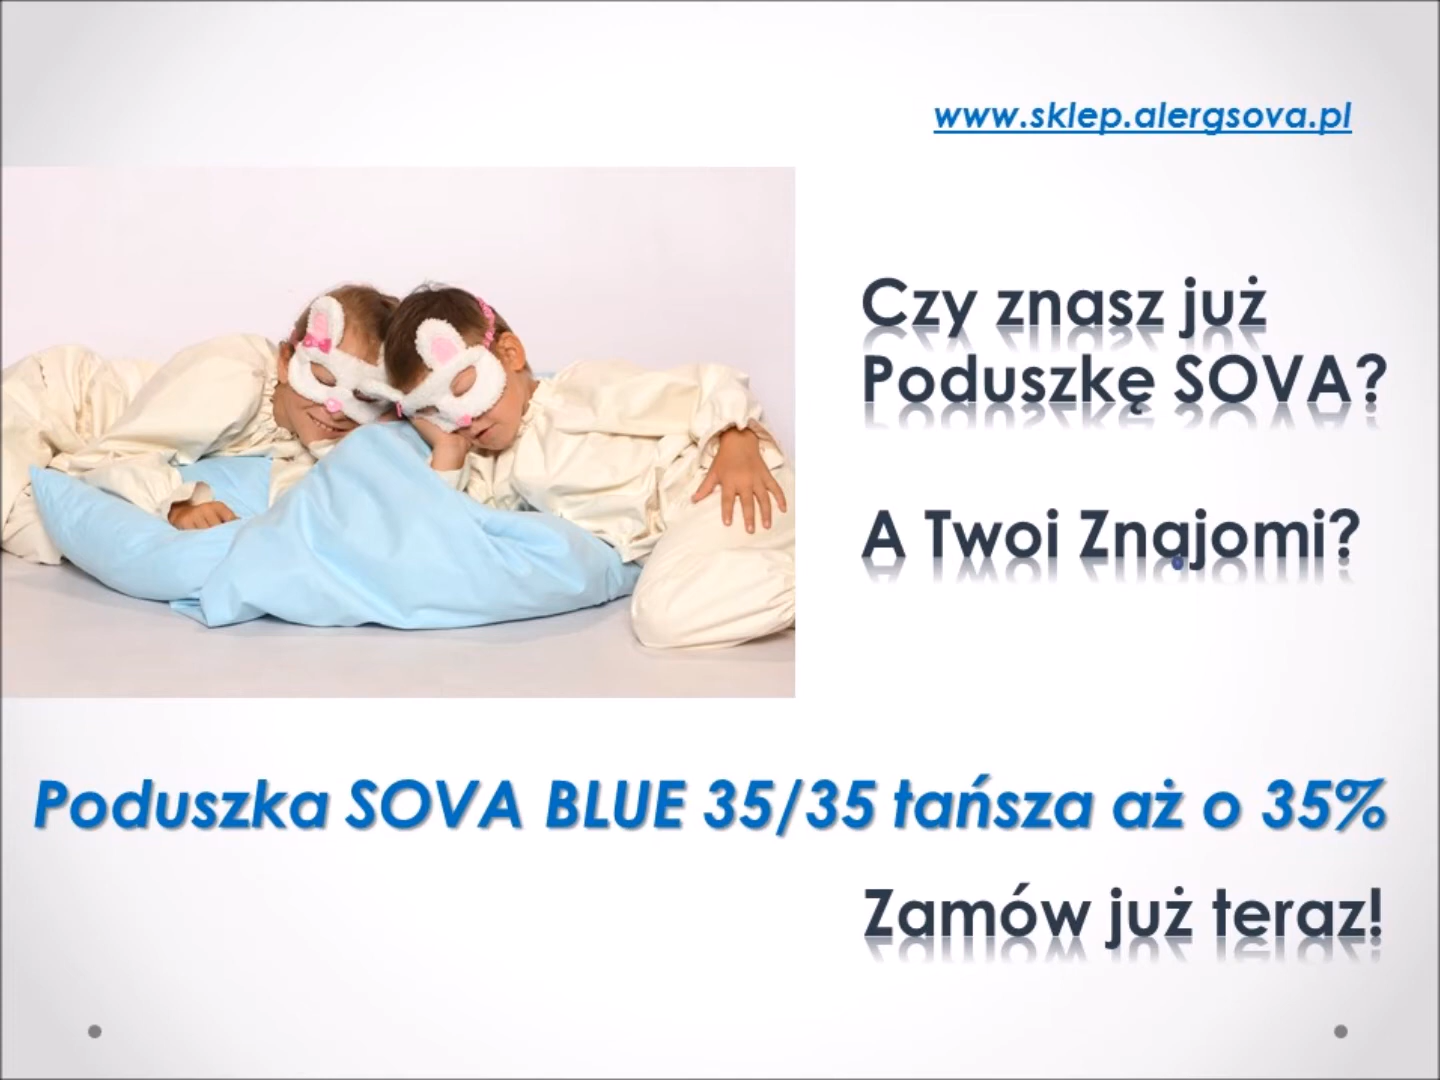 www.sklep.alergsova.pl
Czy znasz już
Poduszkę SOVA?
A Twoi Znajomi?
Poduszka SOVA BLUE 35/35 tańsza aż o 35%
Zamów już teraz!